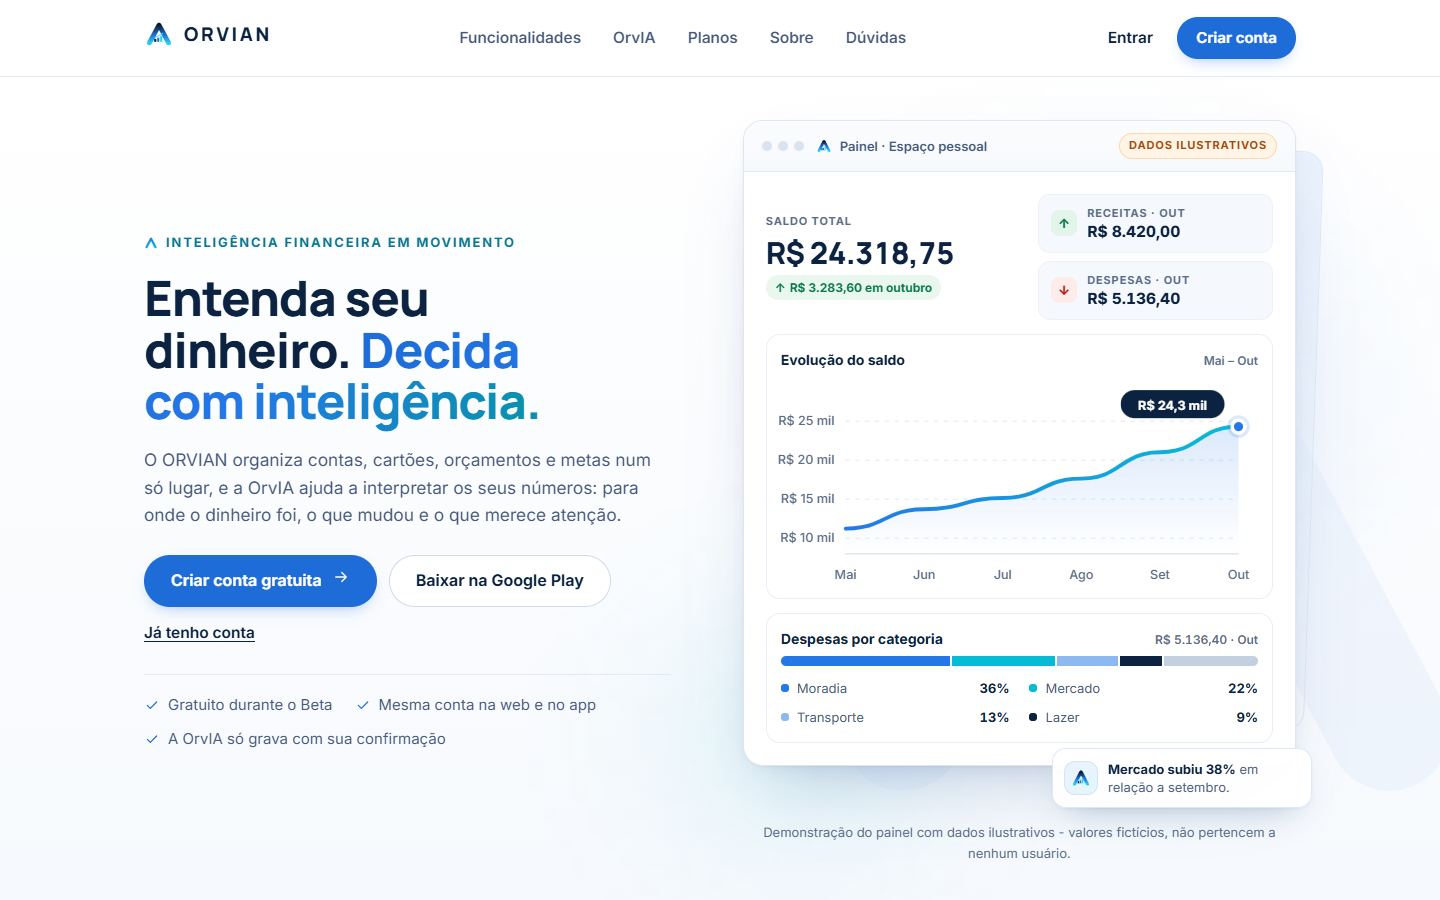 ORVIAN
Funcionalidades
OrvIA
Planos
Sobre
Dúvidas
Entrar
Criar conta
INTELIGÊNCIA FINANCEIRA EM MOVIMENTO
Entenda seu
dinheiro. Decida
com inteligência.
O ORVIAN organiza contas, cartões, orçamentos e metas num
só lugar, e a OrvIA ajuda a interpretar os seus números: para
onde o dinheiro foi, o que mudou e o que merece atenção.
Criar conta gratuita →
Baixar na Google Play
Já tenho conta
✓ Gratuito durante o Beta
✓ Mesma conta na web e no app
✓ A OrvIA só grava com sua confirmação
Painel · Espaço pessoal
DADOS ILUSTRATIVOS
SALDO TOTAL
R$ 24.318,75
↑ R$ 3.283,60 em outubro
↑ RECEITAS · OUT
R$ 8.420,00
↓ DESPESAS · OUT
R$ 5.136,40
Evolução do saldo
Mai – Out
R$ 24,3 mil
R$ 25 mil
R$ 20 mil
R$ 15 mil
R$ 10 mil
Mai
Jun
Jul
Ago
Set
Out
Despesas por categoria
R$ 5.136,40 · Out
Moradia 36%
Mercado 22%
Transporte 13%
Lazer 9%
Mercado subiu 38% em
relação a setembro.
Demonstração do painel com dados ilustrativos - valores fictícios, não pertencem a
nenhum usuário.